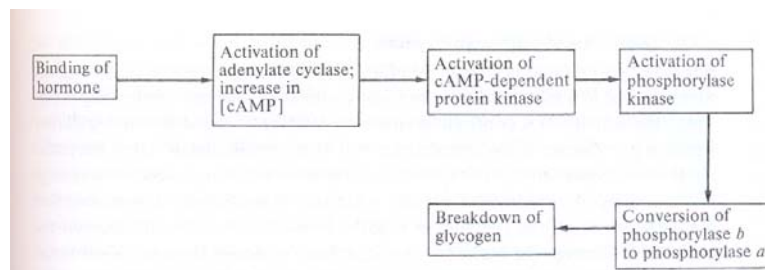 Binding of
hormone
Activation of
adenylate cyclase;
increase in
[cAMP]
Activation of
cAMP-dependent
protein kinase
Activation of
phosphorylase
kinase
Conversion of
phosphorylase b
to phosphorylase a
Breakdown of
glycogen